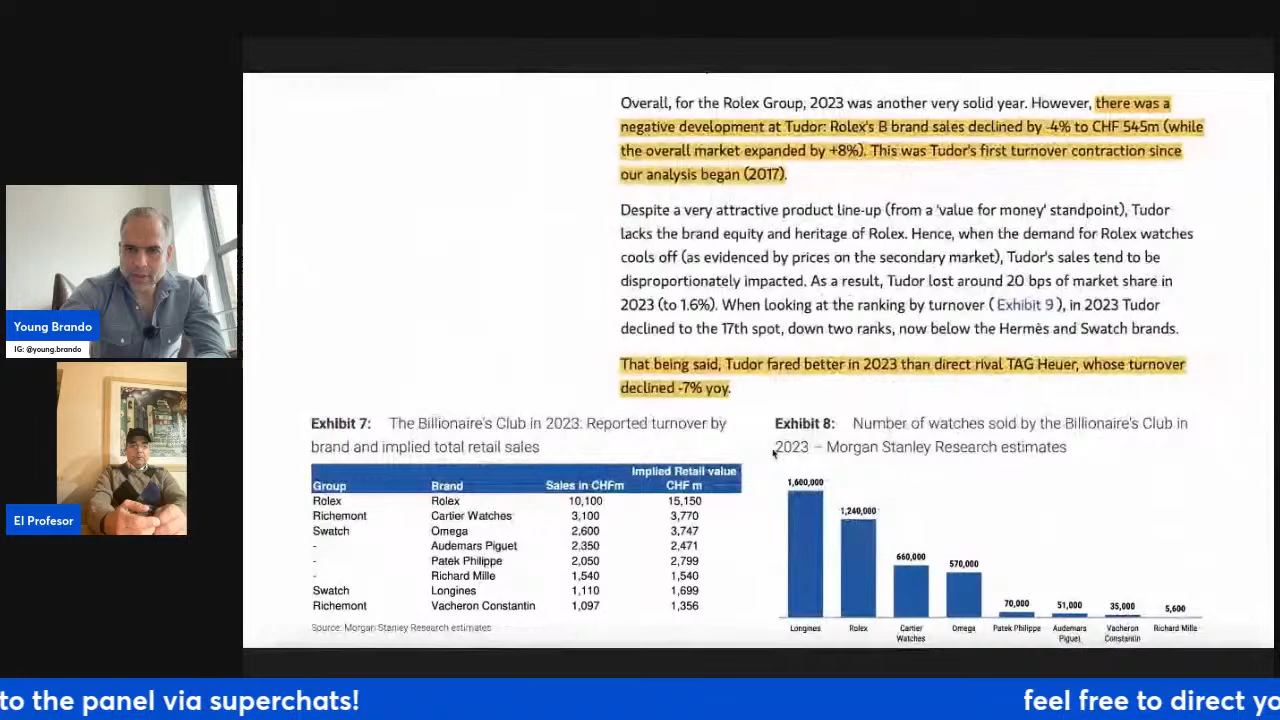 Overall, for the Rolex Group, 2023 was another very solid year. However, there was a
negative development at Tudor: Rolex's B brand sales declined by -4% to CHF 545m (while
the overall market expanded by +8%). This was Tudor's first turnover contraction since
our analysis began (2017).
Despite a very attractive product line-up (from a 'value for money' standpoint), Tudor
lacks the brand equity and heritage of Rolex. Hence, when the demand for Rolex watches
cools off (as evidenced by prices on the secondary market), Tudor's sales tend to be
disproportionately impacted. As a result, Tudor lost around 20 bps of market share in
2023 (to 1.6%). When looking at the ranking by turnover ( Exhibit 9 ), in 2023 Tudor
declined to the 17th spot, down two ranks, now below the Hermès and Swatch brands.
That being said, Tudor fared better in 2023 than direct rival TAG Heuer, whose turnover
declined -7% yoy.
Young Brando
IG: @young.brando
El Profesor
Exhibit 7: The Billionaire's Club in 2023: Reported turnover by
brand and implied total retail sales
Implied Retail value
Group Brand Sales in CHFm CHF m
Rolex Rolex 10,100 15,150
Richemont Cartier Watches 3,100 3,770
Swatch Omega 2,600 3,747
- Audemars Piguet 2,350 2,471
- Patek Philippe 2,050 2,799
- Richard Mille 1,540 1,540
Swatch Longines 1,110 1,699
Richemont Vacheron Constantin 1,097 1,356
Source: Morgan Stanley Research estimates
Exhibit 8: Number of watches sold by the Billionaire's Club in
2023 – Morgan Stanley Research estimates
1,600,000
1,240,000
660,000
570,000
70,000
51,000
35,000
5,600
Longines
Rolex
Cartier
Watches
Omega
Patek Philippe
Audemars
Piguet
Vacheron
Constantin
Richard Mille
to the panel via superchats!
feel free to direct yo